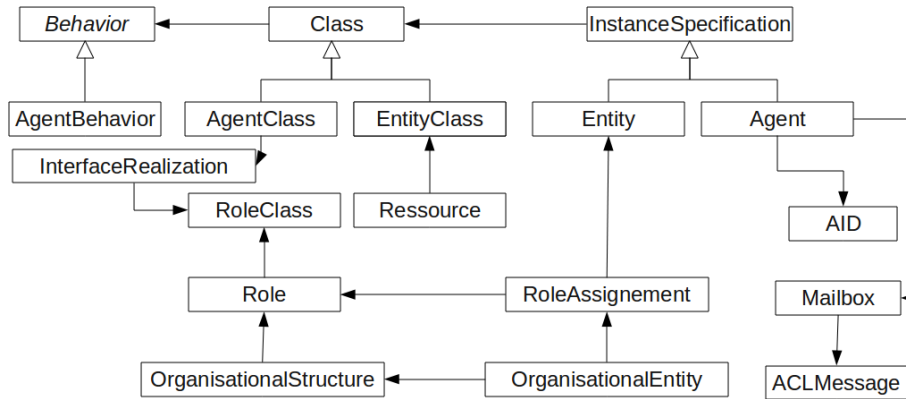 Behavior
Class
InstanceSpecification
AgentBehavior
AgentClass
EntityClass
Entity
Agent
InterfaceRealization
RoleClass
Ressource
AID
Role
RoleAssignement
Mailbox
OrganisationalStructure
OrganisationalEntity
ACLMessage